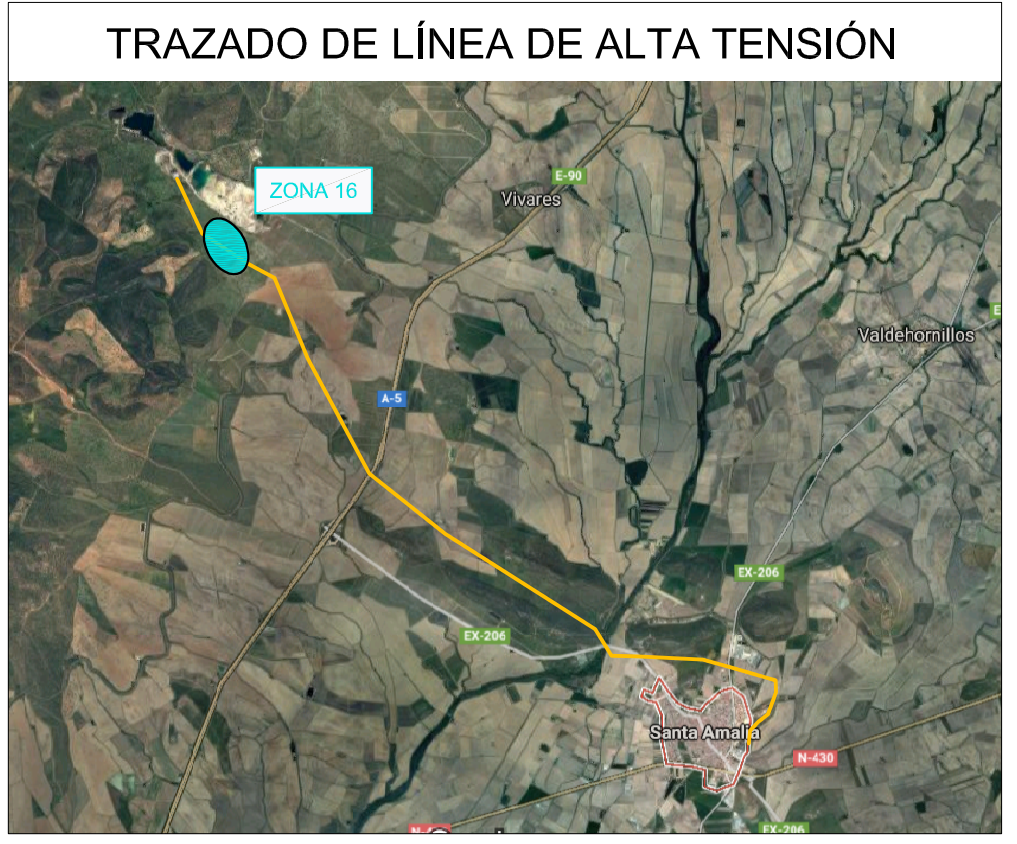 TRAZADO DE LÍNEA DE ALTA TENSIÓN
ZONA 16
E-90
Vivares
Valdehornillos
A-5
EX-206
EX-206
Santa Amalia
N-430
EX-206